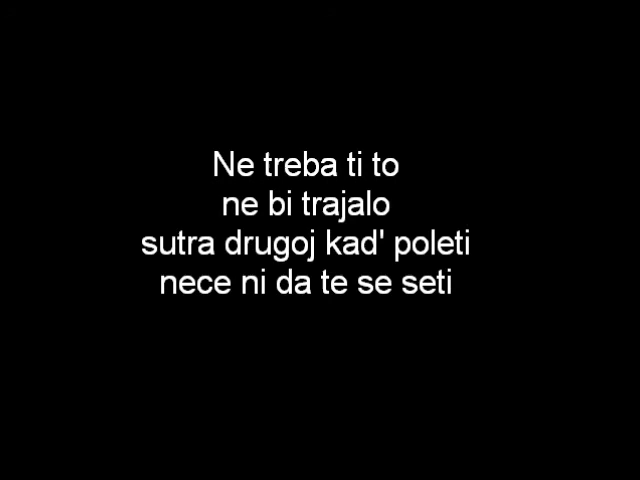 Ne treba ti to
ne bi trajalo
sutra drugoj kad' poleti
nece ni da te se seti